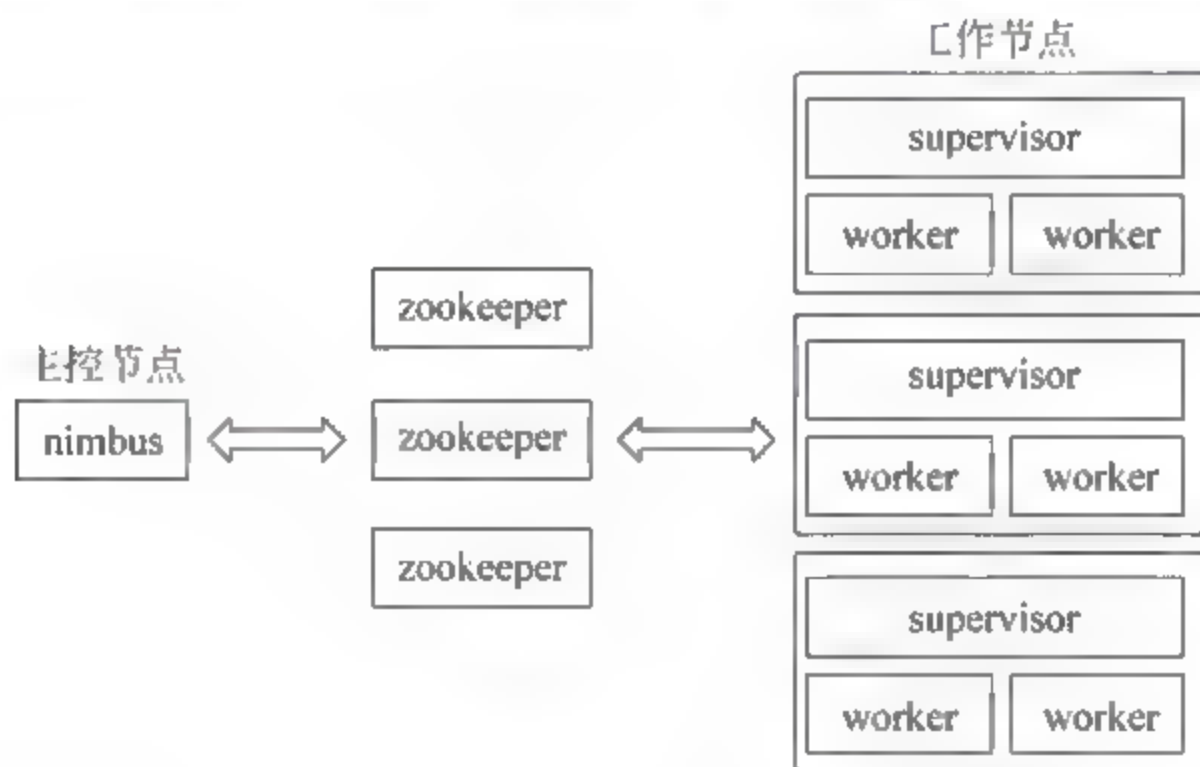 工作节点
supervisor
worker worker
zookeeper
主控节点
supervisor
nimbus
zookeeper
worker worker
zookeeper
supervisor
worker worker